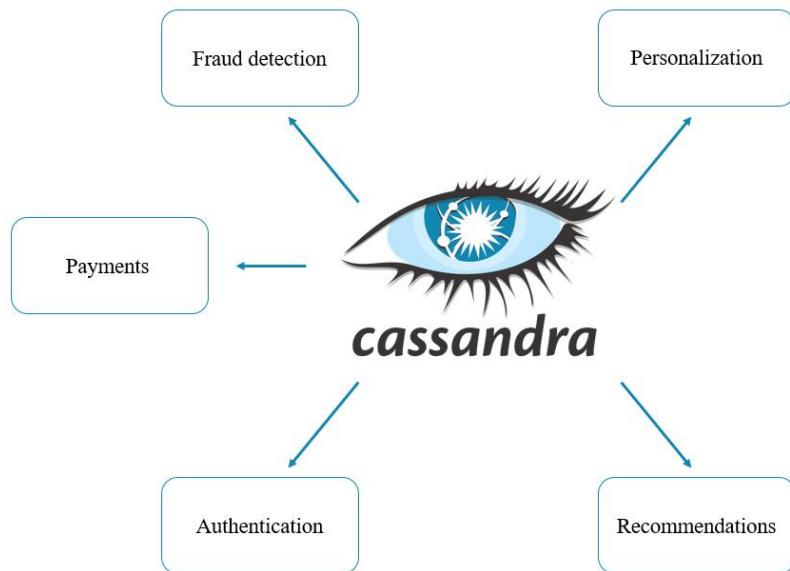 Fraud detection
Personalization
Payments
cassandra
Authentication
Recommendations